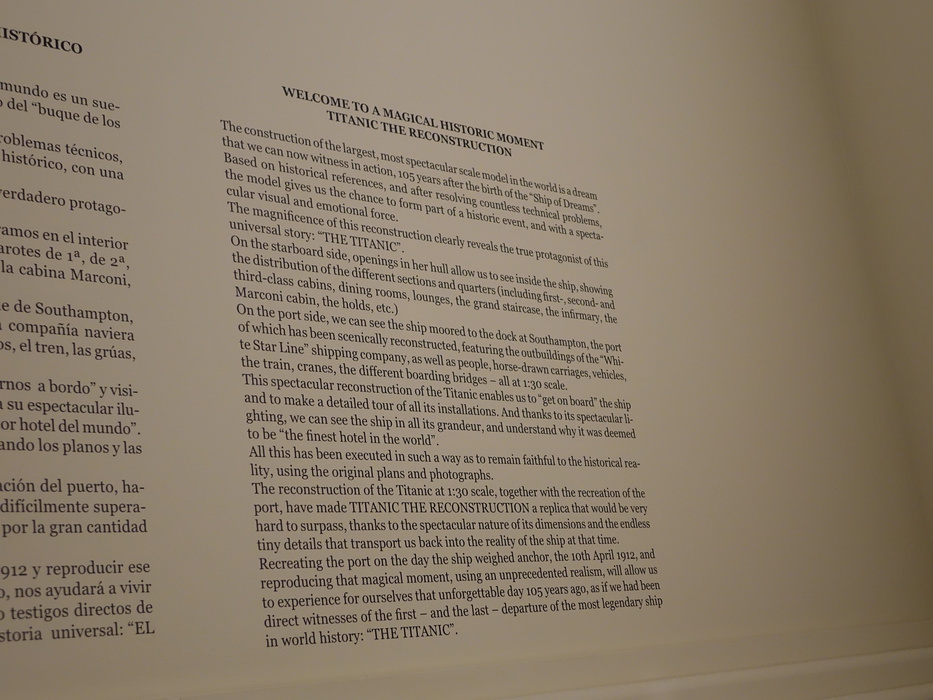 ISTÓRICO
mundo es un sue-
o del “buque de los
roblemas técnicos,
histórico, con una
verdadero protago-
ramos en el interior
arotes de 1ª, de 2ª,
la cabina Marconi,
e de Southampton,
compañía naviera
os, el tren, las grúas,
rnos a bordo” y visi-
a su espectacular ilu-
or hotel del mundo”.
ando los planos y las
ación del puerto, ha-
difícilmente supera-
por la gran cantidad
912 y reproducir ese
o, nos ayudará a vivir
o testigos directos de
storia universal: “EL
WELCOME TO A MAGICAL HISTORIC MOMENT
TITANIC THE RECONSTRUCTION
The construction of the largest, most spectacular scale model in the world is a dream
that we can now witness in action, 105 years after the birth of the “Ship of Dreams”.
Based on historical references, and after resolving countless technical problems,
the model gives us the chance to form part of a historic event, and with a specta-
cular visual and emotional force.
The magnificence of this reconstruction clearly reveals the true protagonist of this
universal story: “THE TITANIC”.
On the starboard side, openings in her hull allow us to see inside the ship, showing
the distribution of the different sections and quarters (including first-, second- and
third-class cabins, dining rooms, lounges, the grand staircase, the infirmary, the
Marconi cabin, the holds, etc.)
On the port side, we can see the ship moored to the dock at Southampton, the port
of which has been scenically reconstructed, featuring the outbuildings of the “Whi-
te Star Line” shipping company, as well as people, horse-drawn carriages, vehicles,
the train, cranes, the different boarding bridges – all at 1:30 scale.
This spectacular reconstruction of the Titanic enables us to “get on board” the ship
and to make a detailed tour of all its installations. And thanks to its spectacular li-
ghting, we can see the ship in all its grandeur, and understand why it was deemed
to be “the finest hotel in the world”.
All this has been executed in such a way as to remain faithful to the historical rea-
lity, using the original plans and photographs.
The reconstruction of the Titanic at 1:30 scale, together with the recreation of the
port, have made TITANIC THE RECONSTRUCTION a replica that would be very
hard to surpass, thanks to the spectacular nature of its dimensions and the endless
tiny details that transport us back into the reality of the ship at that time.
Recreating the port on the day the ship weighed anchor, the 10th April 1912, and
reproducing that magical moment, using an unprecedented realism, will allow us
to experience for ourselves that unforgettable day 105 years ago, as if we had been
direct witnesses of the first – and the last – departure of the most legendary ship
in world history: “THE TITANIC”.